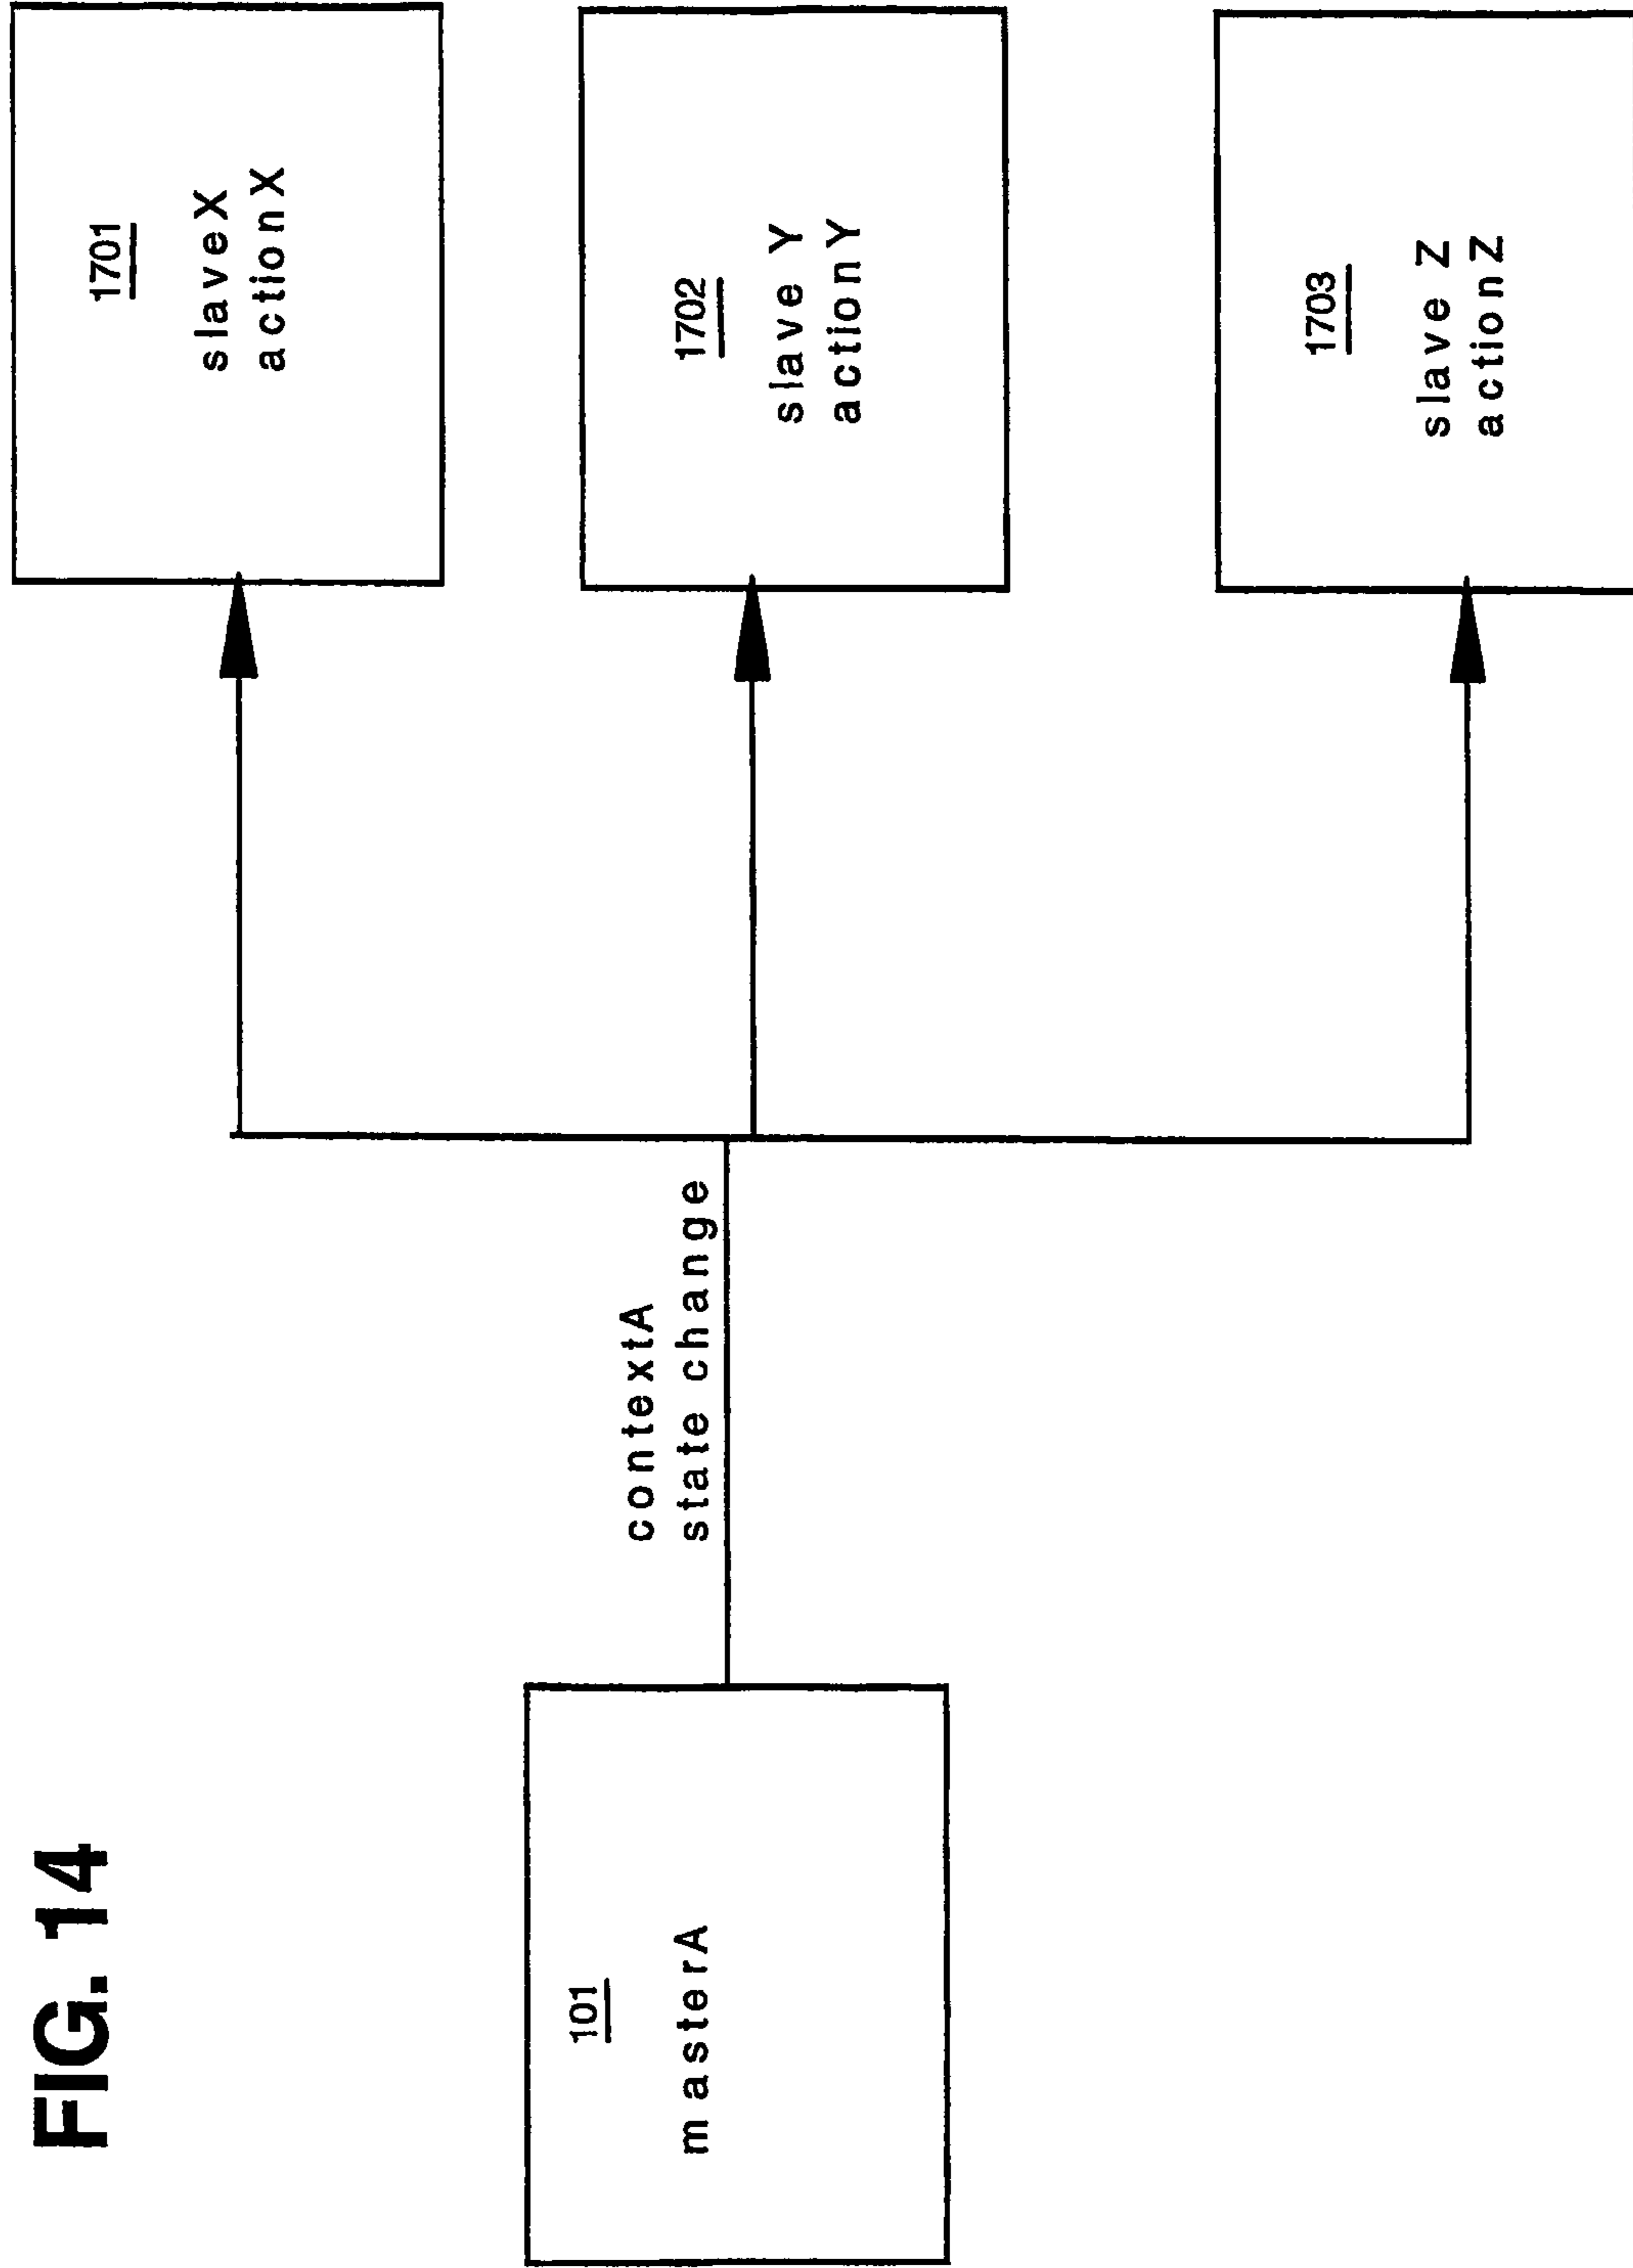 FIG. 14
101
masterA
contextA
state change
1701
slaveX
actionX
1702
slave Y
actionY
1703
slave Z
actionZ